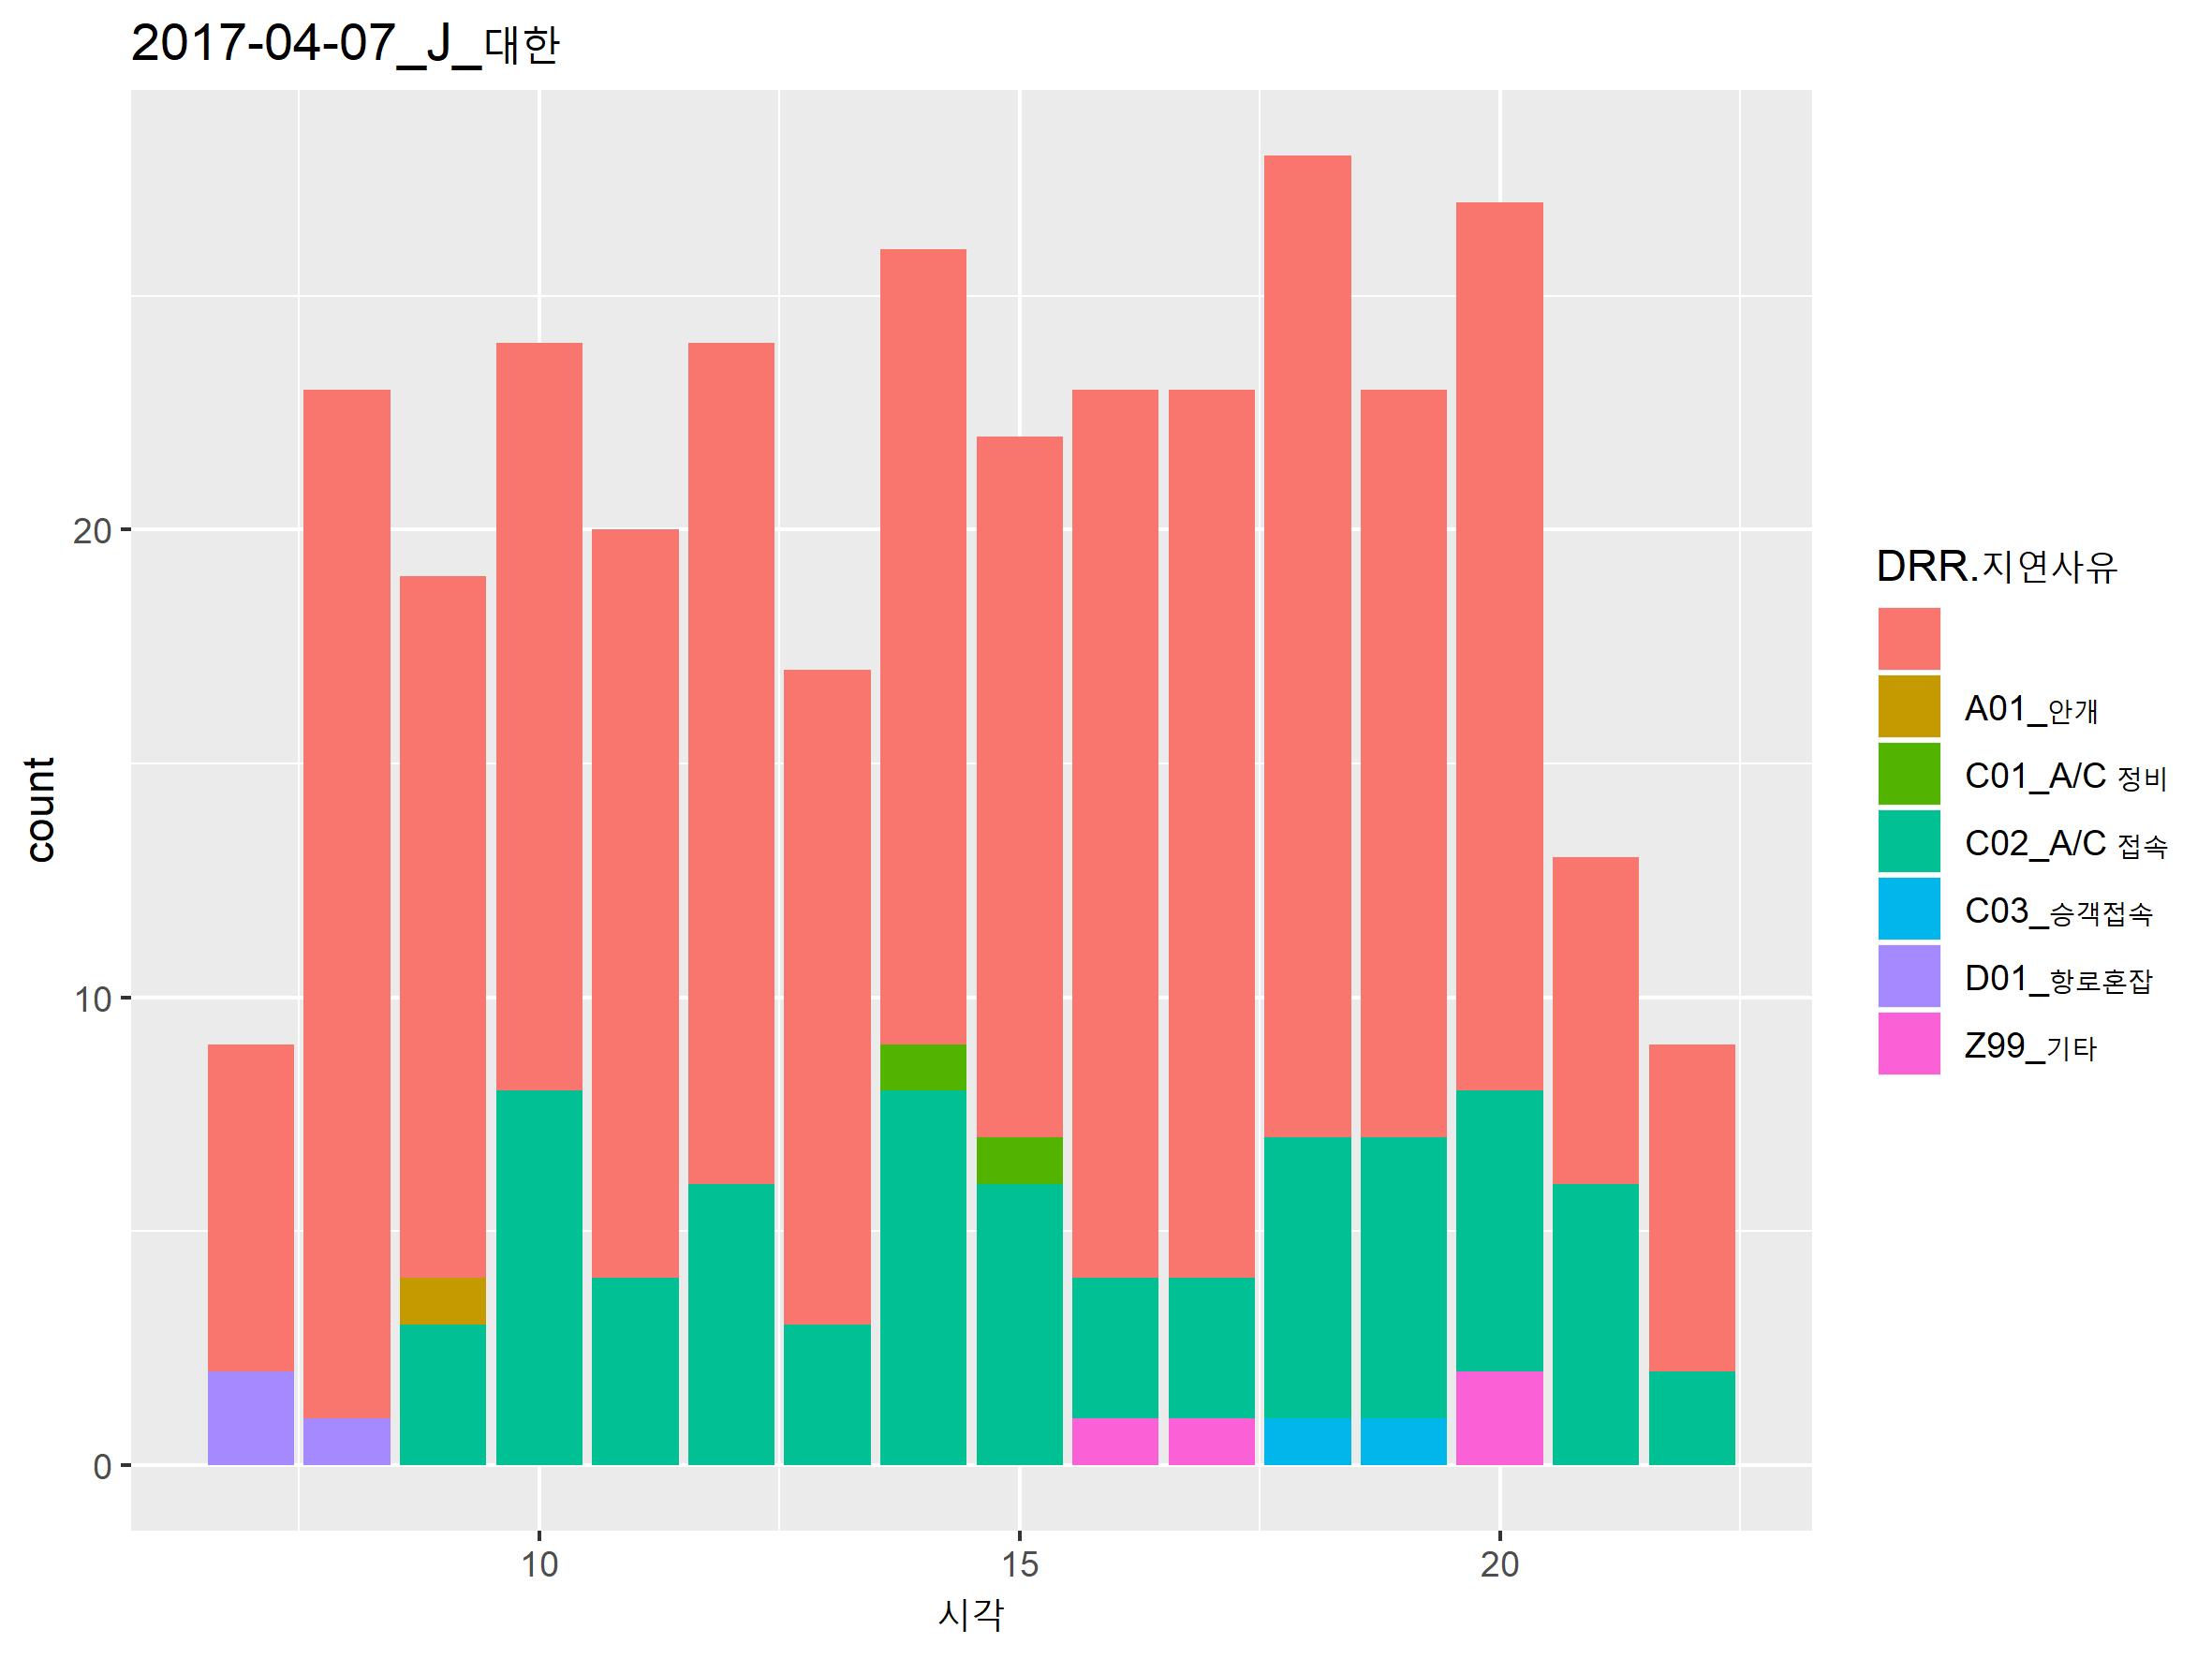 2017-04-07_J_대한
count
20
10
0
10
15
20
시각
DRR.지연사유
A01_안개
C01_A/C 정비
C02_A/C 접속
C03_승객접속
D01_항로혼잡
Z99_기타